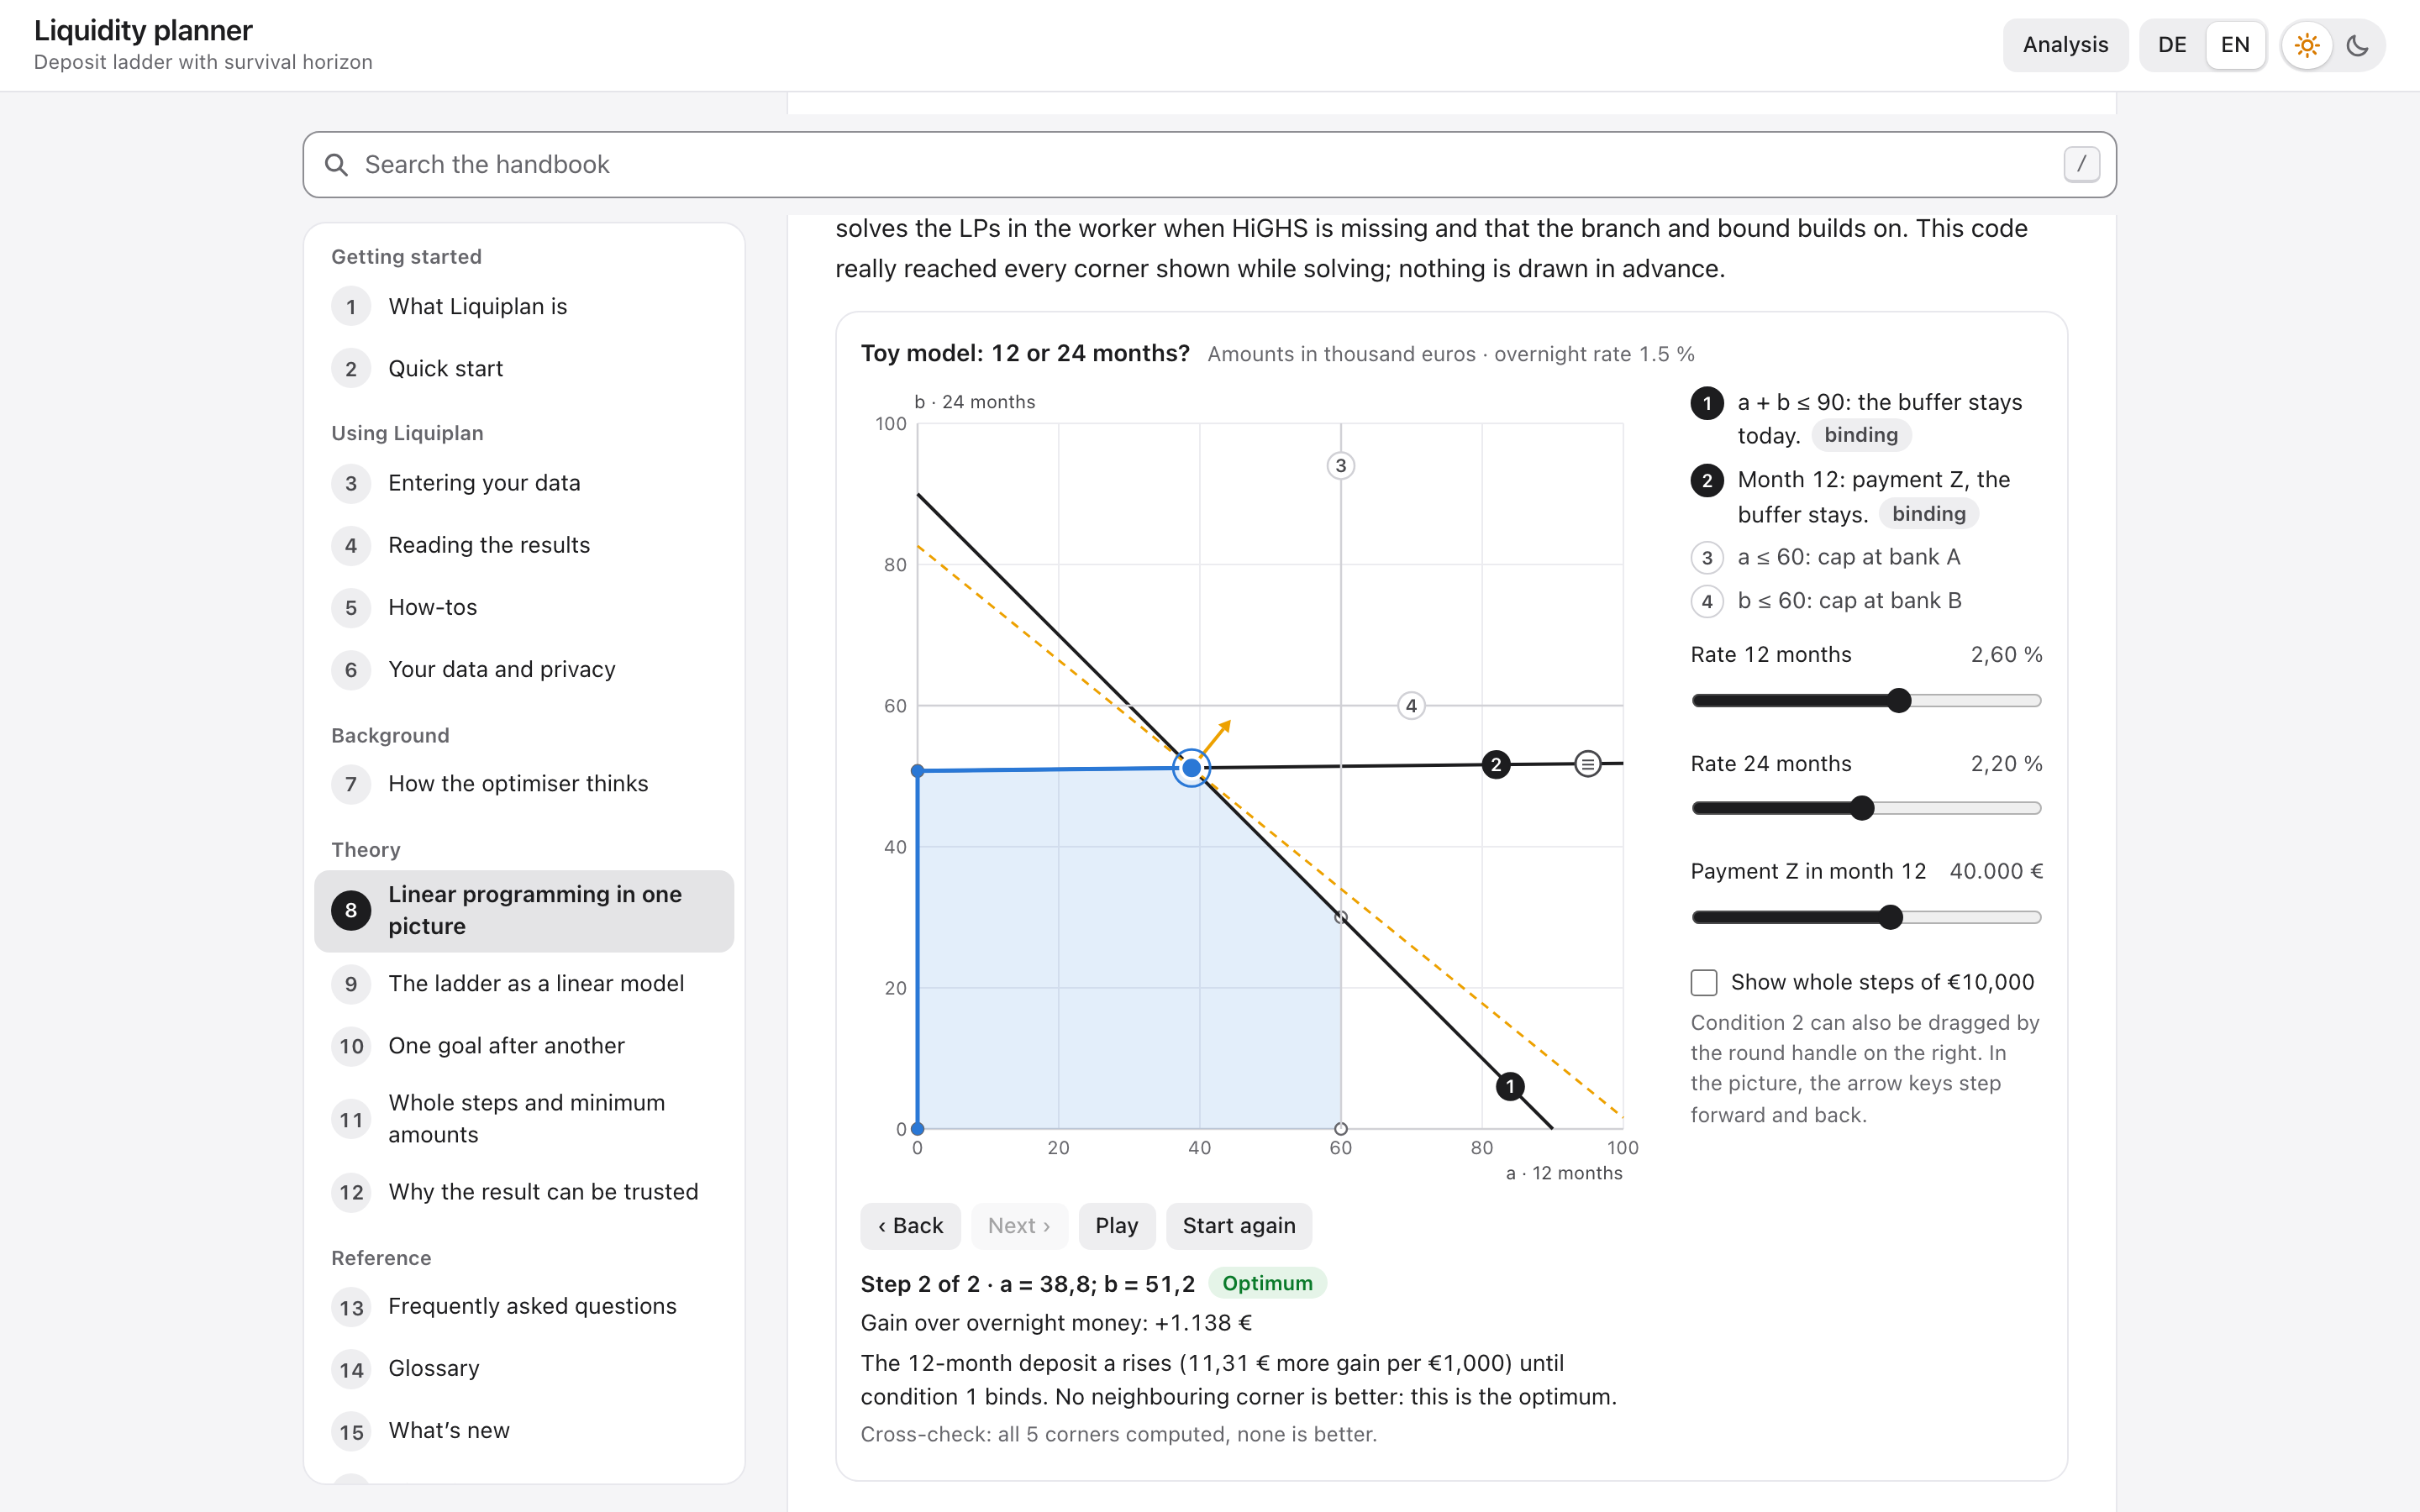 Liquidity planner
Deposit ladder with survival horizon
Analysis
DE
EN
Search the handbook
/
Getting started
1 What Liquiplan is
2 Quick start
Using Liquiplan
3 Entering your data
4 Reading the results
5 How-tos
6 Your data and privacy
Background
7 How the optimiser thinks
Theory
8 Linear programming in one
picture
9 The ladder as a linear model
10 One goal after another
11 Whole steps and minimum
amounts
12 Why the result can be trusted
Reference
13 Frequently asked questions
14 Glossary
15 What's new
solves the LPs in the worker when HiGHS is missing and that the branch and bound builds on. This code
really reached every corner shown while solving; nothing is drawn in advance.
Toy model: 12 or 24 months? Amounts in thousand euros · overnight rate 1.5 %
b · 24 months
100
80
60
40
20
0
0 20 40 60 80 100
a · 12 months
3
4
2
1
1 a + b ≤ 90: the buffer stays
today. binding
2 Month 12: payment Z, the
buffer stays. binding
3 a ≤ 60: cap at bank A
4 b ≤ 60: cap at bank B
Rate 12 months 2,60 %
Rate 24 months 2,20 %
Payment Z in month 12 40.000 €
Show whole steps of €10,000
Condition 2 can also be dragged by
the round handle on the right. In
the picture, the arrow keys step
forward and back.
‹ Back
Next ›
Play
Start again
Step 2 of 2 · a = 38,8; b = 51,2 Optimum
Gain over overnight money: +1.138 €
The 12-month deposit a rises (11,31 € more gain per €1,000) until
condition 1 binds. No neighbouring corner is better: this is the optimum.
Cross-check: all 5 corners computed, none is better.